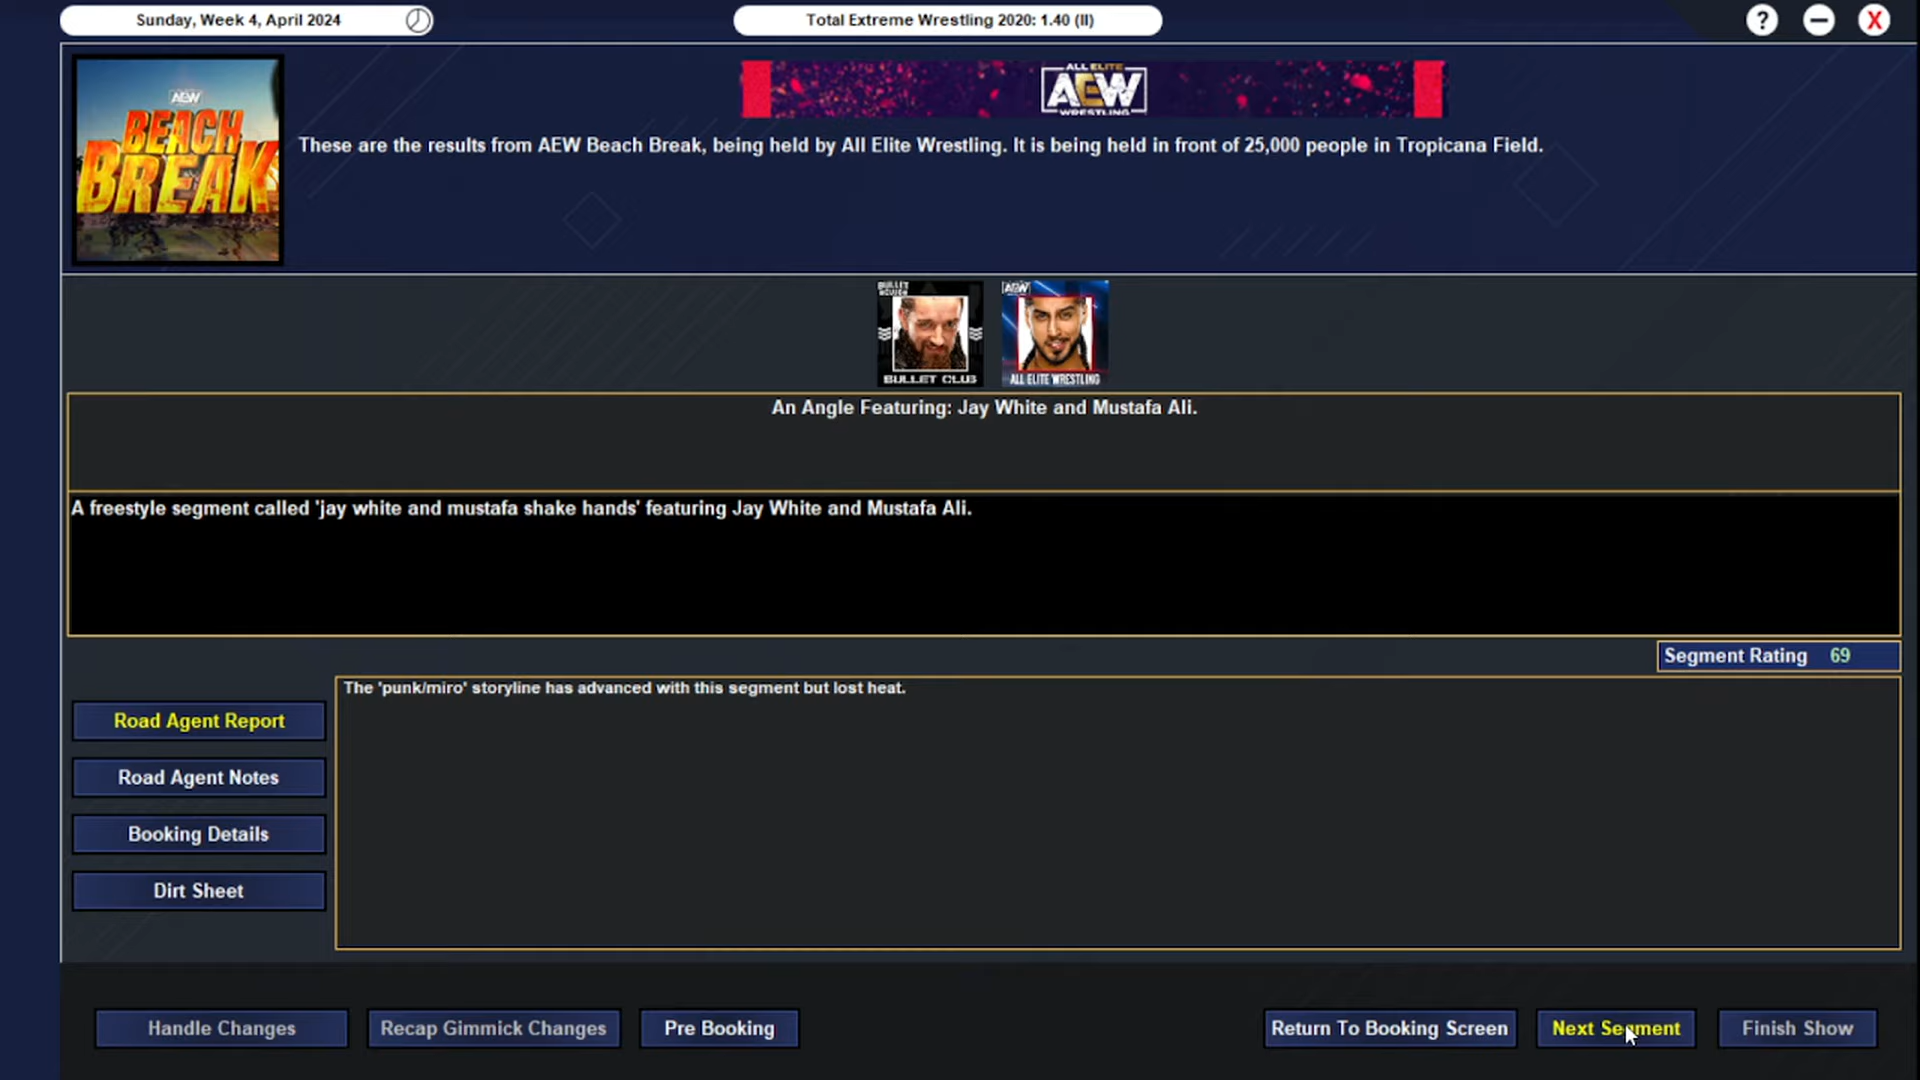 Sunday, Week 4, April 2024
Total Extreme Wrestling 2020: 1.40 (II)
?
X
AEW
BEACH
BREAK
ALL ELITE
AEW
WRESTLING
These are the results from AEW Beach Break, being held by All Elite Wrestling. It is being held in front of 25,000 people in Tropicana Field.
BULLET CLUB
AEW
ALL ELITE WRESTLING
An Angle Featuring: Jay White and Mustafa Ali.
A freestyle segment called 'jay white and mustafa shake hands' featuring Jay White and Mustafa Ali.
Segment Rating 69
The 'punk/miro' storyline has advanced with this segment but lost heat.
Road Agent Report
Road Agent Notes
Booking Details
Dirt Sheet
Handle Changes
Recap Gimmick Changes
Pre Booking
Return To Booking Screen
Next Segment
Finish Show